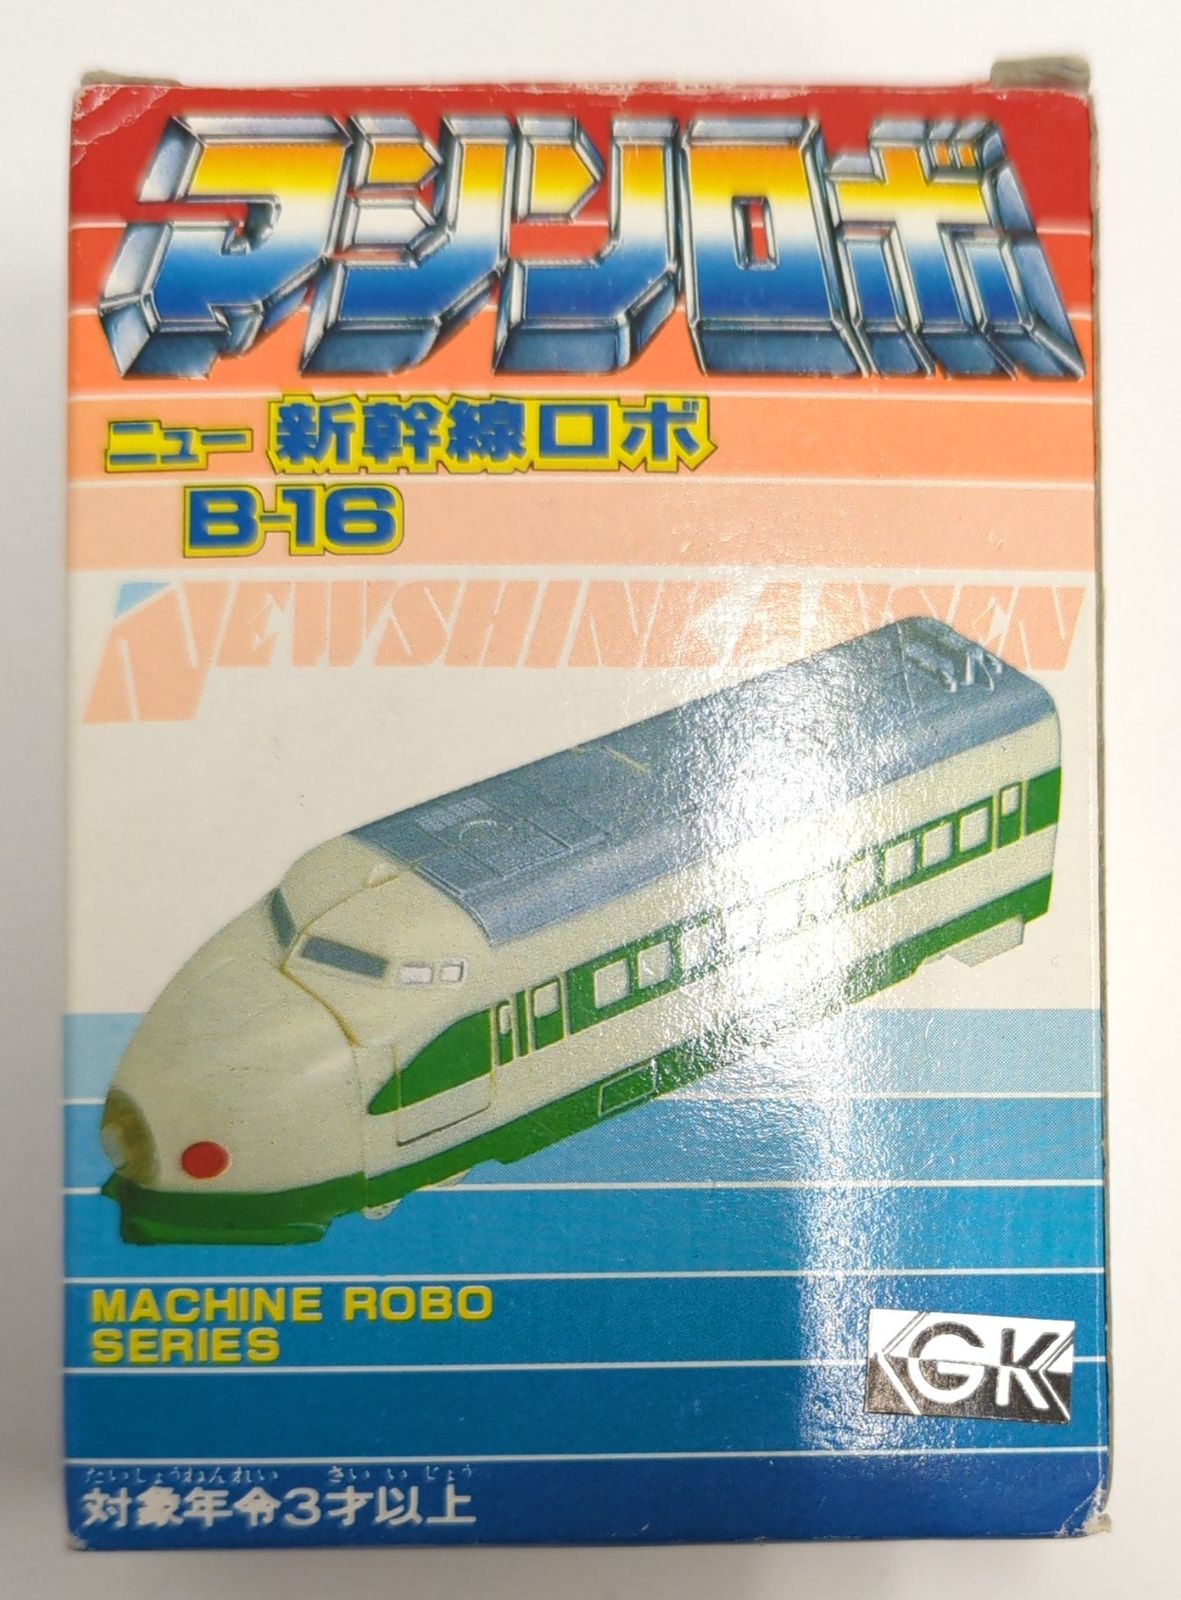 マシンロボ
ニュー新幹線ロボ
B-16
NEWSHINKANSEN
MACHINE ROBO
SERIES
GK
たいしょうねんれい さい いじょう
対象年令3才以上